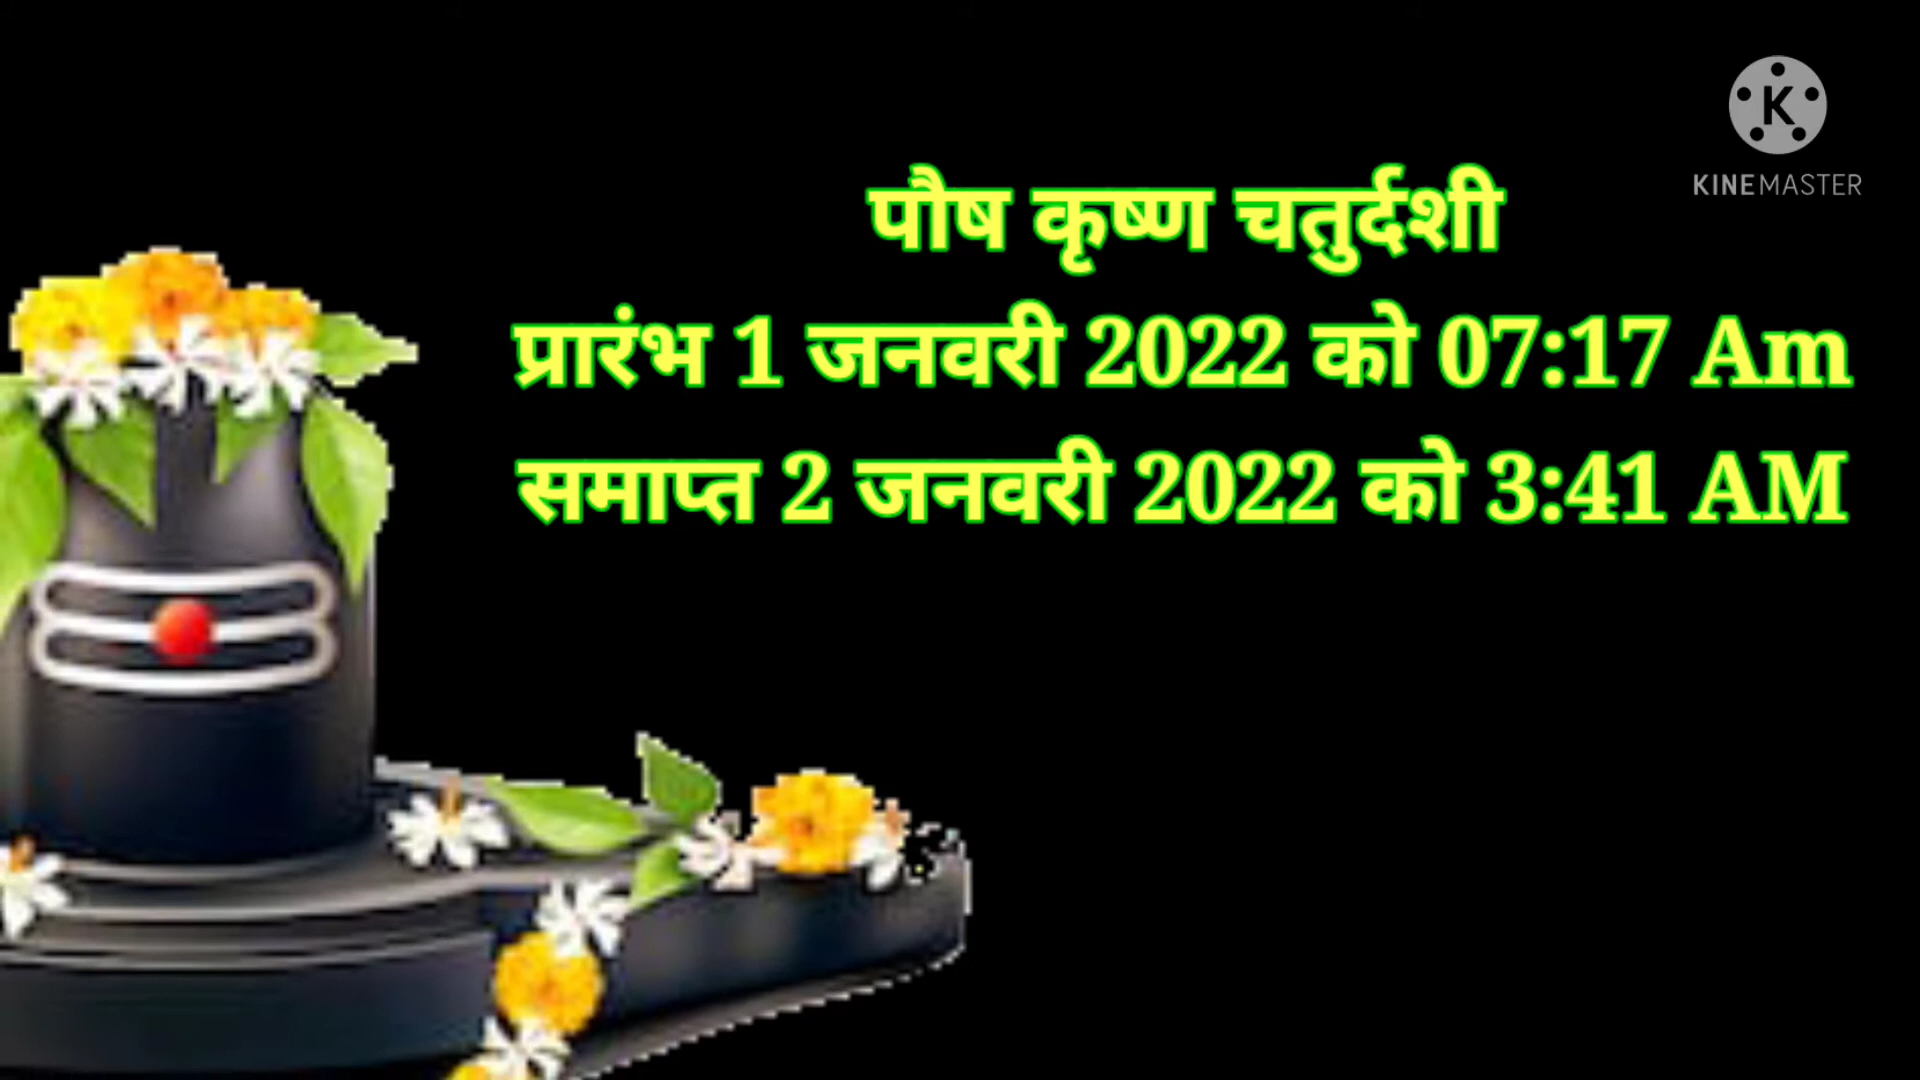 K
KINEMASTER
पौष कृष्ण चतुर्दशी
प्रारंभ 1 जनवरी 2022 को 07:17 Am
समाप्त 2 जनवरी 2022 को 3:41 AM